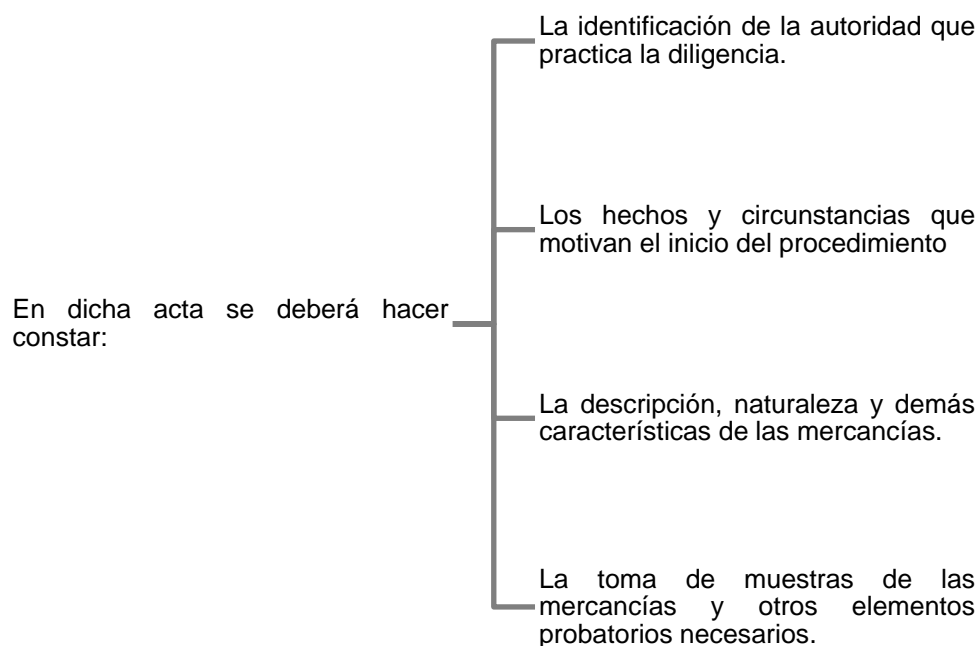 En dicha acta se deberá hacer
constar:
La identificación de la autoridad que
practica la diligencia.
Los hechos y circunstancias que
motivan el inicio del procedimiento
La descripción, naturaleza y demás
características de las mercancías.
La toma de muestras de las
mercancías y otros elementos
probatorios necesarios.